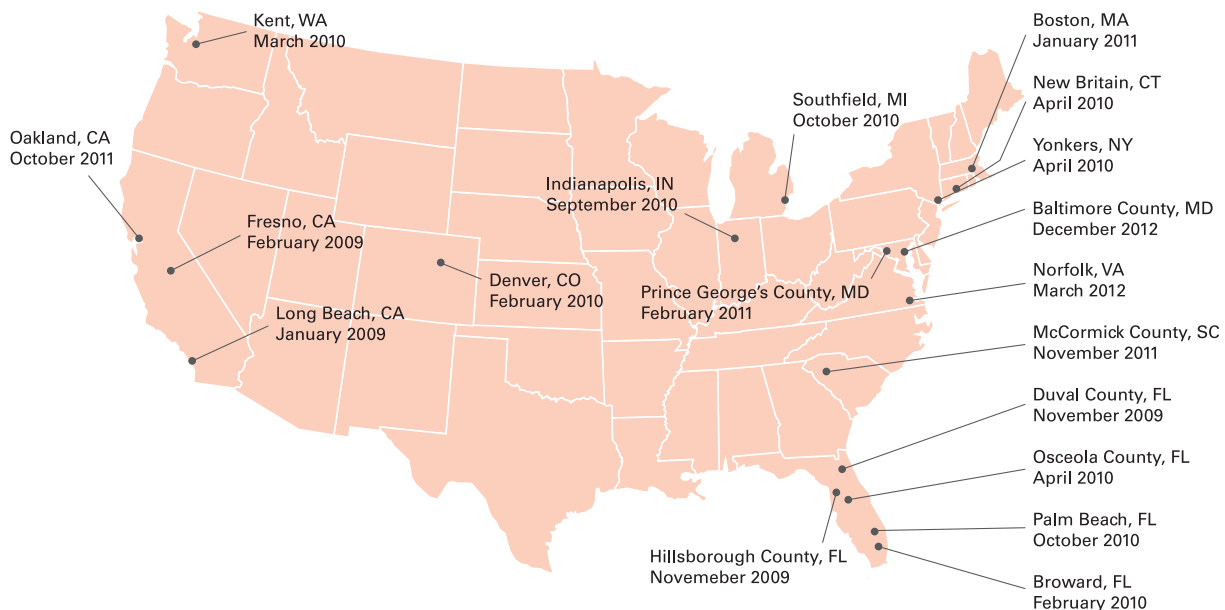 Kent, WA
March 2010
Boston, MA
January 2011
New Britain, CT
April 2010
Southfield, MI
October 2010
Oakland, CA
October 2011
Yonkers, NY
April 2010
Indianapolis, IN
September 2010
Baltimore County, MD
December 2012
Fresno, CA
February 2009
Denver, CO
February 2010
Prince George's County, MD
February 2011
Norfolk, VA
March 2012
Long Beach, CA
January 2009
McCormick County, SC
November 2011
Duval County, FL
November 2009
Osceola County, FL
April 2010
Palm Beach, FL
October 2010
Hillsborough County, FL
Novemeber 2009
Broward, FL
February 2010